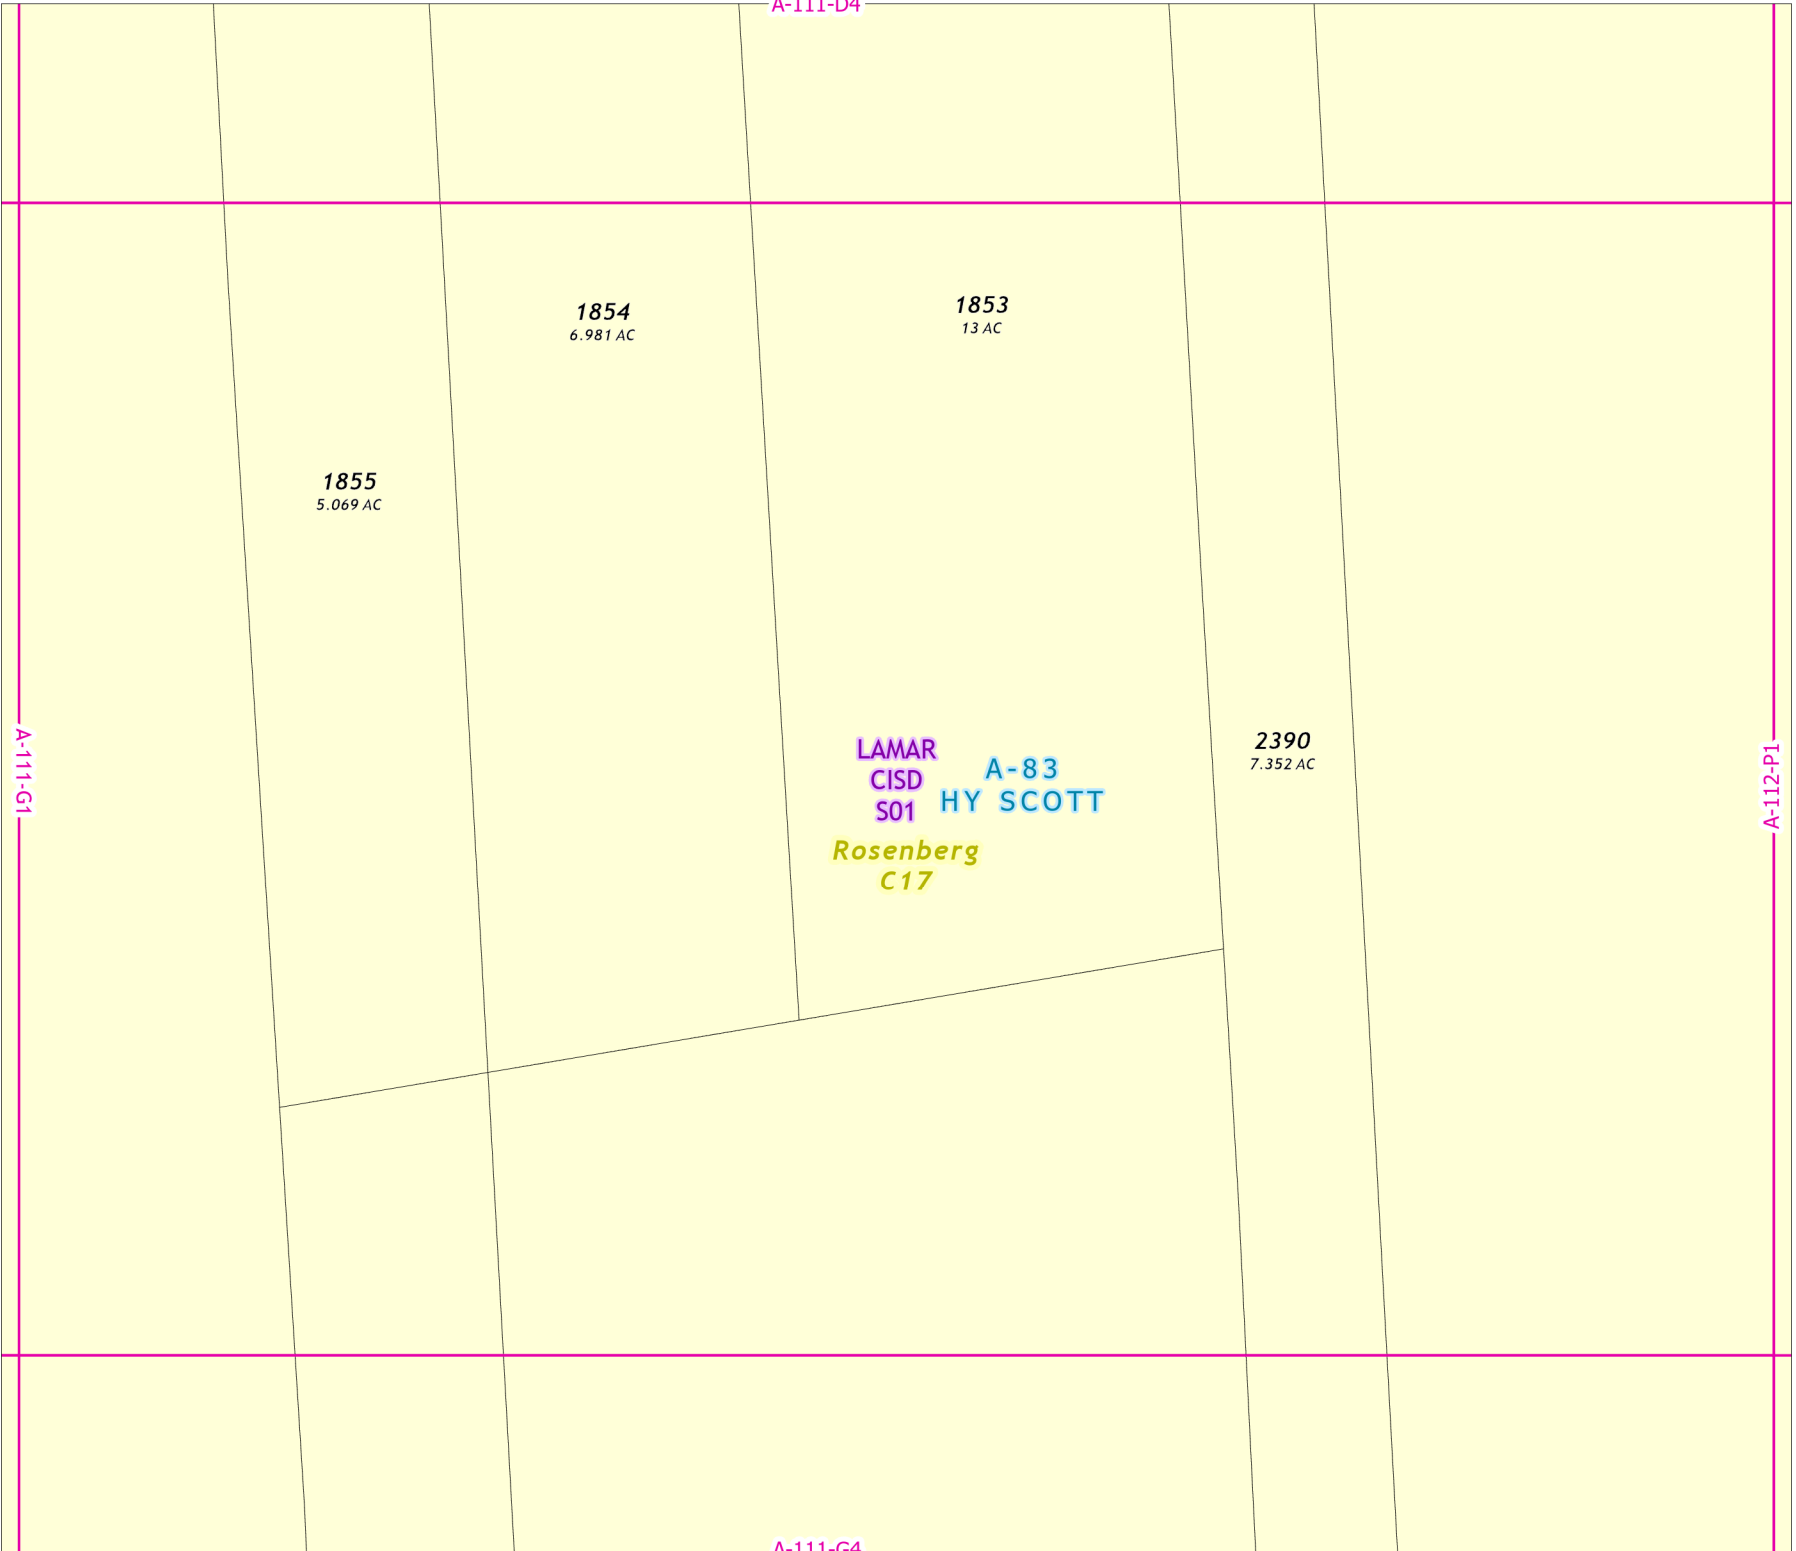 A-111-D4
1854
6.981 AC
1853
13 AC
1855
5.069 AC
A-111-G1
LAMAR
CISD
S01
A-83
HY SCOTT
Rosenberg
C17
2390
7.352 AC
A-112-P1
A-111-G4